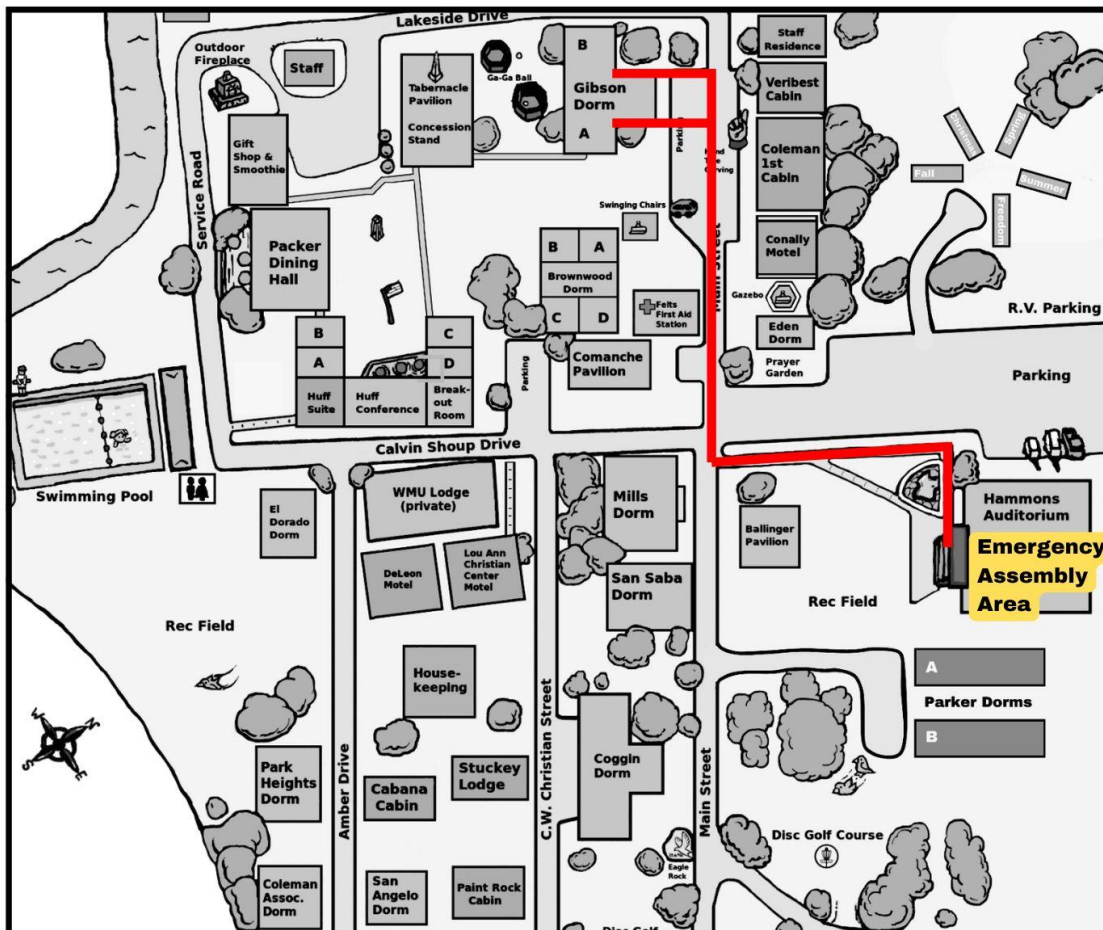 Lakeside Drive
Outdoor
Fireplace
Staff
Ga-Ga Ball
Tabernacle
Pavilion
Concession
Stand
B
Gibson
Dorm
A
Parking
Staff
Residence
Veribest
Cabin
Coleman
1st
Cabin
Spring
Fall
Summer
Freedom
Gift
Shop &
Smoothie
Service Road
Packer
Dining
Hall
Swinging Chairs
Main Street
Conally
Motel
B
A
Brownwood
Dorm
C
D
Felts
First Aid
Station
Gazebo
Eden
Dorm
Prayer
Garden
R.V. Parking
Parking
B
A
C
D
Huff
Suite
Huff
Conference
Break-
out
Room
Parking
Comanche
Pavilion
Calvin Shoup Drive
Swimming Pool
El
Dorado
Dorm
WMU Lodge
(private)
DeLeon
Motel
Lou Ann
Christian
Center
Motel
Mills
Dorm
San Saba
Dorm
Ballinger
Pavilion
Hammons
Auditorium
Emergency
Assembly
Area
Rec Field
Rec Field
House-
keeping
A
Parker Dorms
B
W
N
S
E
Park
Heights
Dorm
Amber Drive
Cabana
Cabin
Stuckey
Lodge
C.W. Christian Street
Coggin
Dorm
Main Street
Eagle
Rock
Disc Golf Course
Coleman
Assoc.
Dorm
San
Angelo
Dorm
Paint Rock
Cabin
Disc Golf